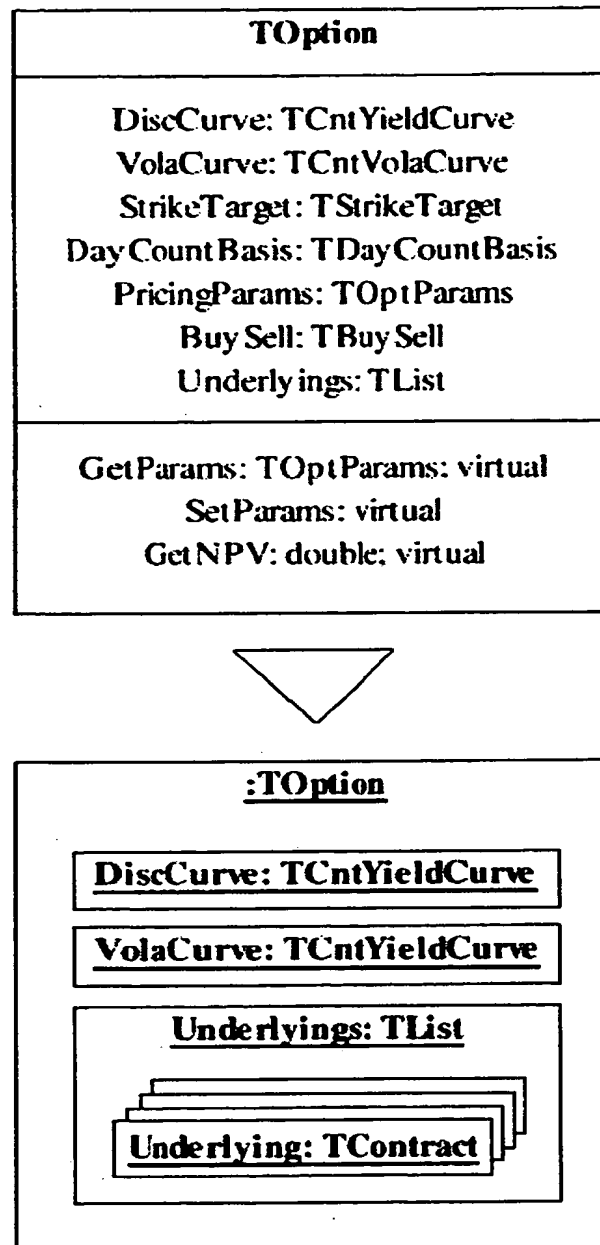 TOption
DiscCurve: TCntYieldCurve
VolaCurve: TCntVolaCurve
StrikeTarget: TStrikeTarget
DayCountBasis: TDayCountBasis
PricingParams: TOptParams
BuySell: TBuySell
Underlyings: TList
GetParams: TOptParams: virtual
SetParams: virtual
GetNPV: double; virtual
:TOption
DiscCurve: TCntYieldCurve
VolaCurve: TCntYieldCurve
Underlyings: TList
Underlying: TContract